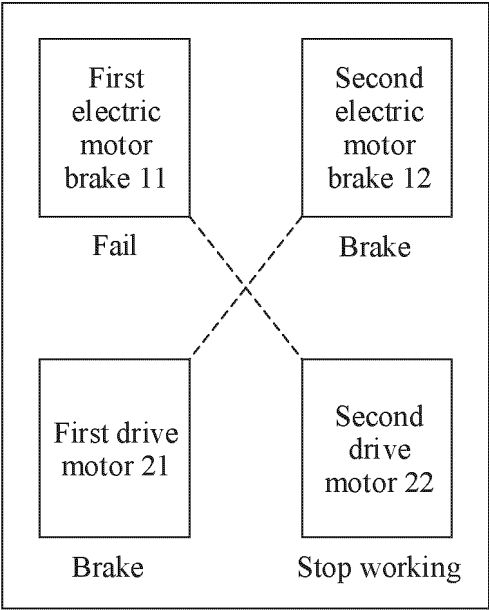 First
electric
motor
brake 11
Fail
Second
electric
motor
brake 12
Brake
First drive
motor 21
Brake
Second
drive
motor 22
Stop working